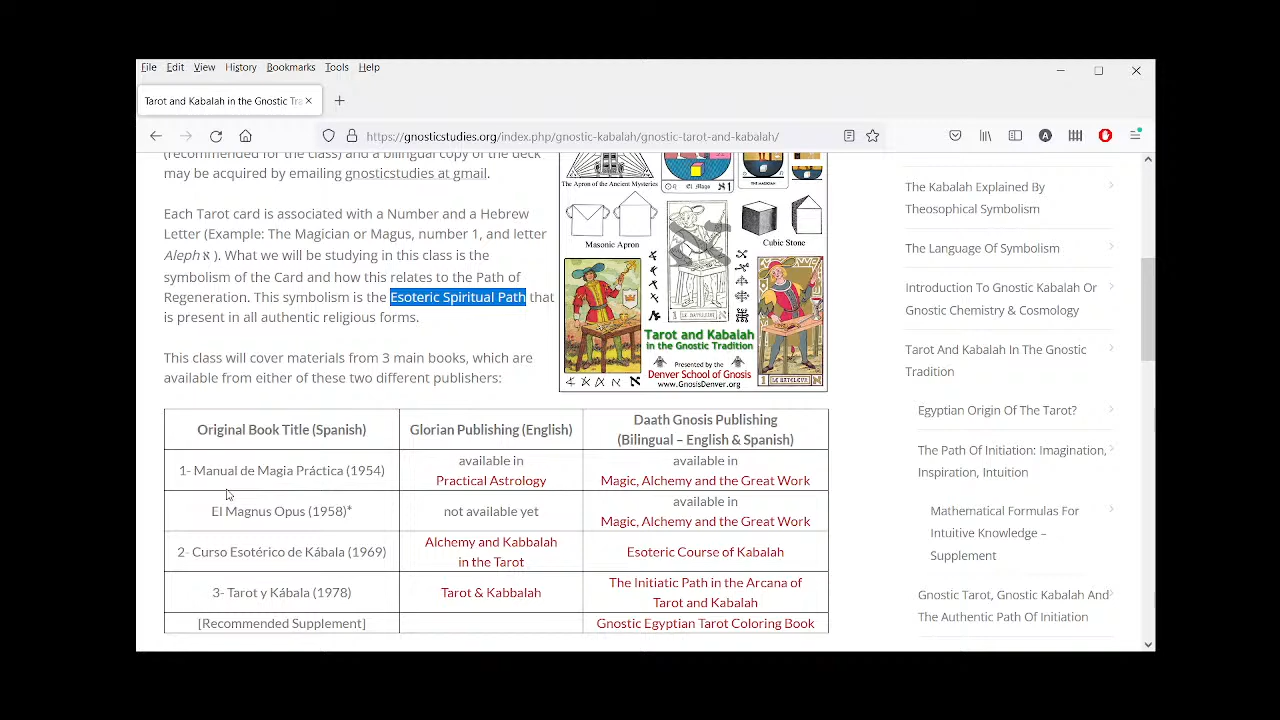 File Edit View History Bookmarks Tools Help
Tarot and Kabalah in the Gnostic Tra
https://gnosticstudies.org/index.php/gnostic-kabalah/gnostic-tarot-and-kabalah/
(recommended for the class) and a bilingual copy of the deck
may be acquired by emailing gnosticstudies at gmail.
Each Tarot card is associated with a Number and a Hebrew
Letter (Example: The Magician or Magus, number 1, and letter
Aleph א ). What we will be studying in this class is the
symbolism of the Card and how this relates to the Path of
Regeneration. This symbolism is the Esoteric Spiritual Path that
is present in all authentic religious forms.
This class will cover materials from 3 main books, which are
available from either of these two different publishers:
The Apron of the Ancient Mysteries
El Mago
1
THE MAGICIAN
Masonic Apron
Cubic Stone
LE BATELEUR
Tarot and Kabalah
in the Gnostic Tradition
Presented by the
Denver School of Gnosis
www.GnosisDenver.org
1 LE BATELEUR א
Original Book Title (Spanish) Glorian Publishing (English) Daath Gnosis Publishing
(Bilingual – English & Spanish)
1- Manual de Magia Práctica (1954) available in
Practical Astrology available in
Magic, Alchemy and the Great Work
El Magnus Opus (1958)* not available yet available in
Magic, Alchemy and the Great Work
2- Curso Esotérico de Kábala (1969) Alchemy and Kabbalah
in the Tarot Esoteric Course of Kabalah
3- Tarot y Kábala (1978) Tarot & Kabbalah The Initiatic Path in the Arcana of
Tarot and Kabalah
[Recommended Supplement] Gnostic Egyptian Tarot Coloring Book
The Kabalah Explained By
Theosophical Symbolism
The Language Of Symbolism
Introduction To Gnostic Kabalah Or
Gnostic Chemistry & Cosmology
Tarot And Kabalah In The Gnostic
Tradition
Egyptian Origin Of The Tarot?
The Path Of Initiation: Imagination,
Inspiration, Intuition
Mathematical Formulas For
Intuitive Knowledge –
Supplement
Gnostic Tarot, Gnostic Kabalah And
The Authentic Path Of Initiation